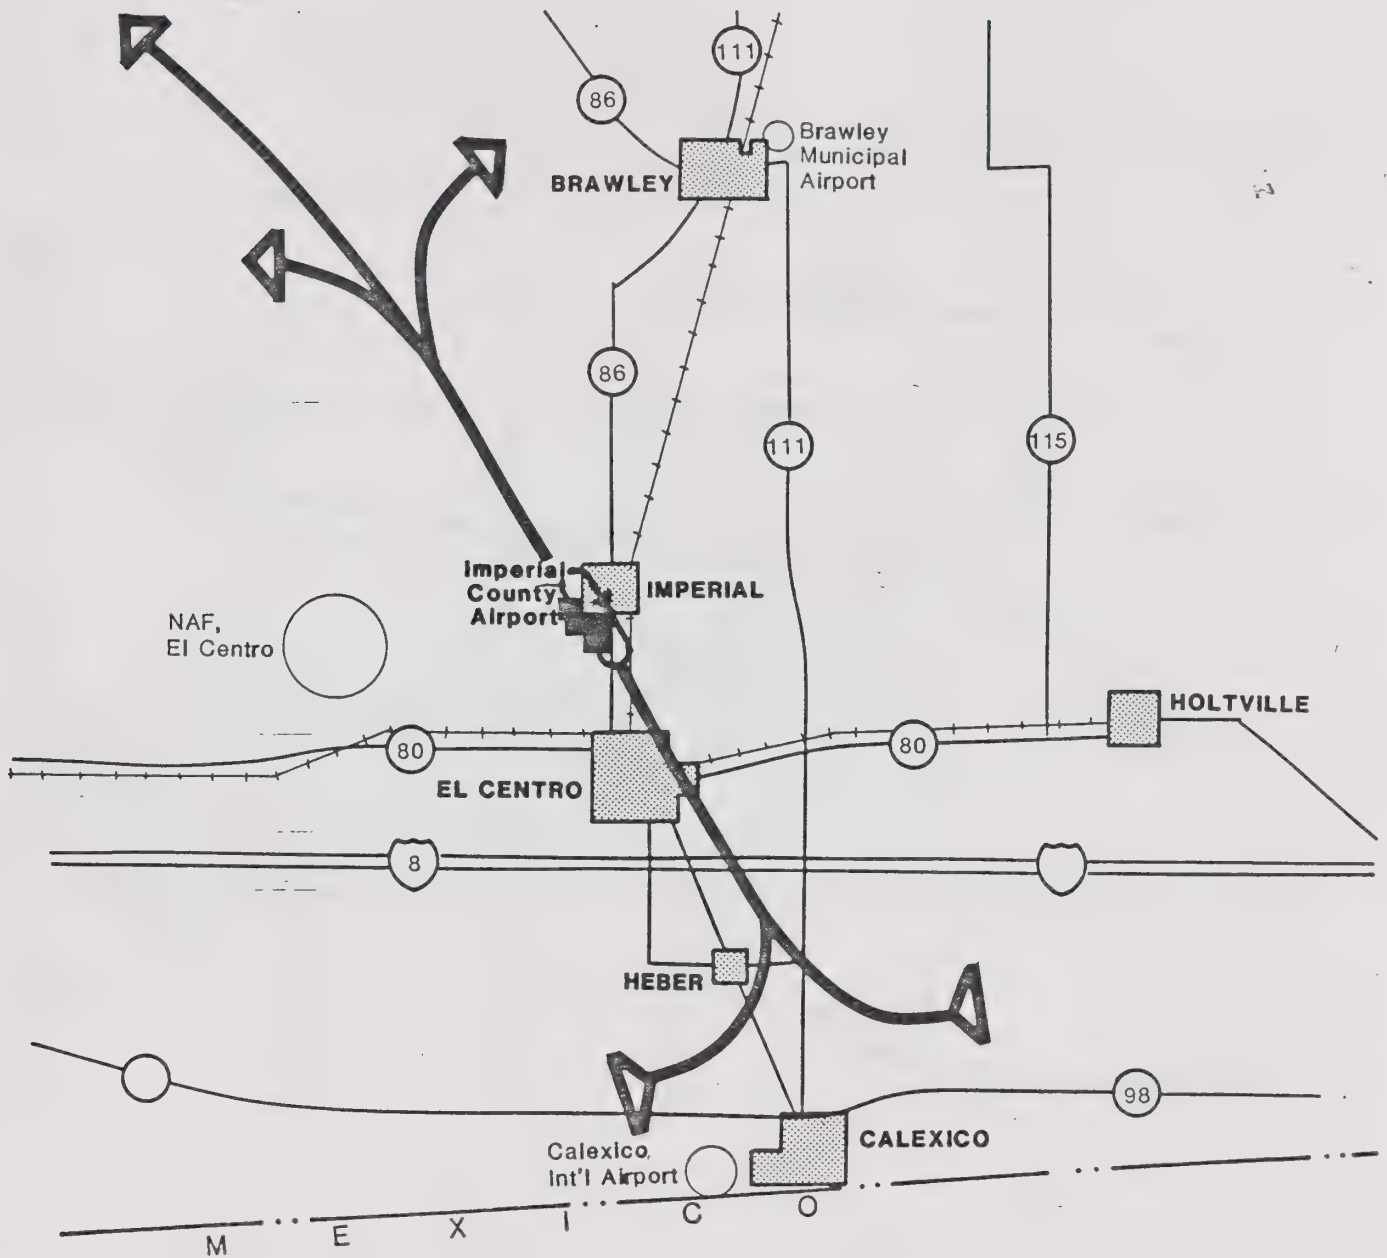 111
86
Brawley
Municipal
Airport
BRAWLEY
86
111
115
Imperial
County
Airport
IMPERIAL
NAF,
El Centro
HOLTVILLE
80
80
EL CENTRO
8
HEBER
98
CALEXICO
Calexico
Int'l Airport
M E X I C O